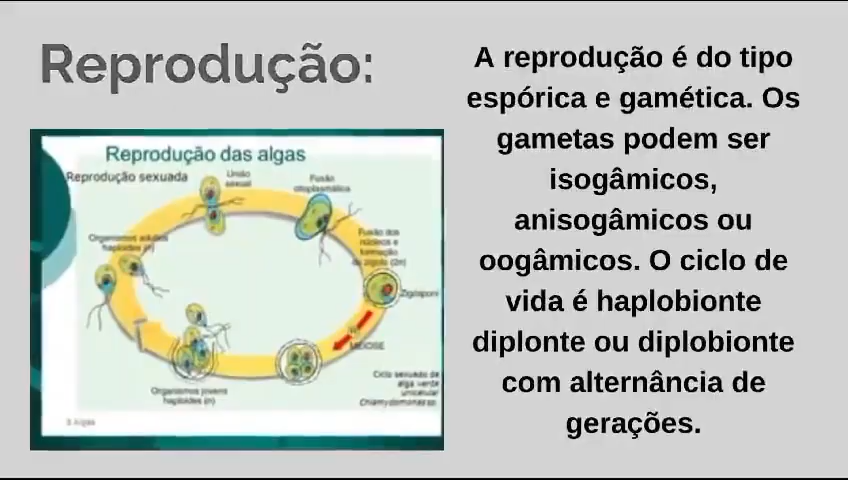 Reprodução:
A reprodução é do tipo
espórica e gamética. Os
gametas podem ser
isogâmicos,
anisogâmicos ou
oogâmicos. O ciclo de
vida é haplobionte
diplonte ou diplobionte
com alternância de
gerações.
Reprodução das algas
Reprodução sexuada
União
sexual
Fusão
citoplasmática
Organismos adultos
haploides (n)
Fusão dos
núcleos e
formação
do zigoto (2n)
Zigósporo
MEIOSE
Organismos jovens
haploides (n)
Ciclo sexuado de
alga verde
unicelular
Chlamydomonas sp.